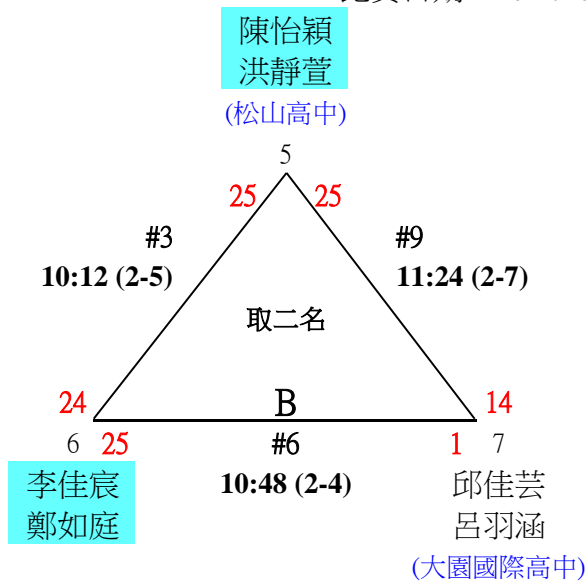 陳怡穎
洪靜萱
(松山高中)
5
25 25
#3 #9
10:12 (2-5) 11:24 (2-7)
取二名
24 B 14
6 25 #6 1 7
李佳宸 10:48 (2-4) 邱佳芸
鄭如庭 呂羽涵
(大園國際高中)